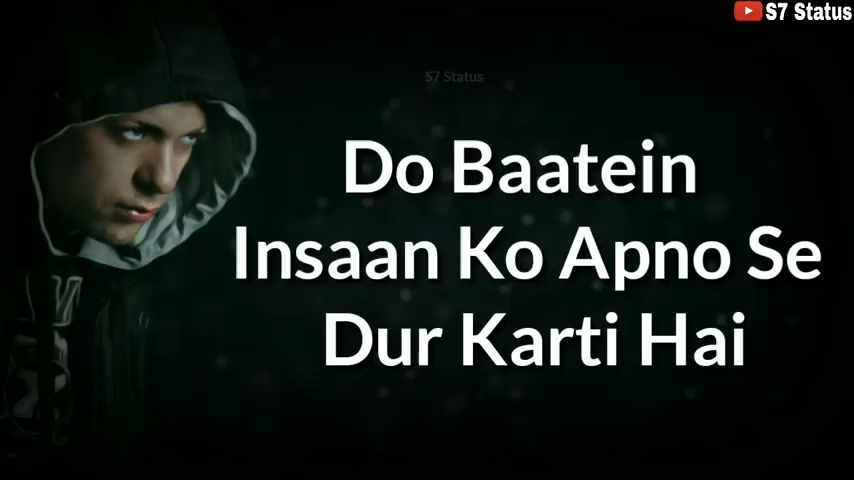 S7 Status
S7 Status
Do Baatein
Insaan Ko Apno Se
Dur Karti Hai